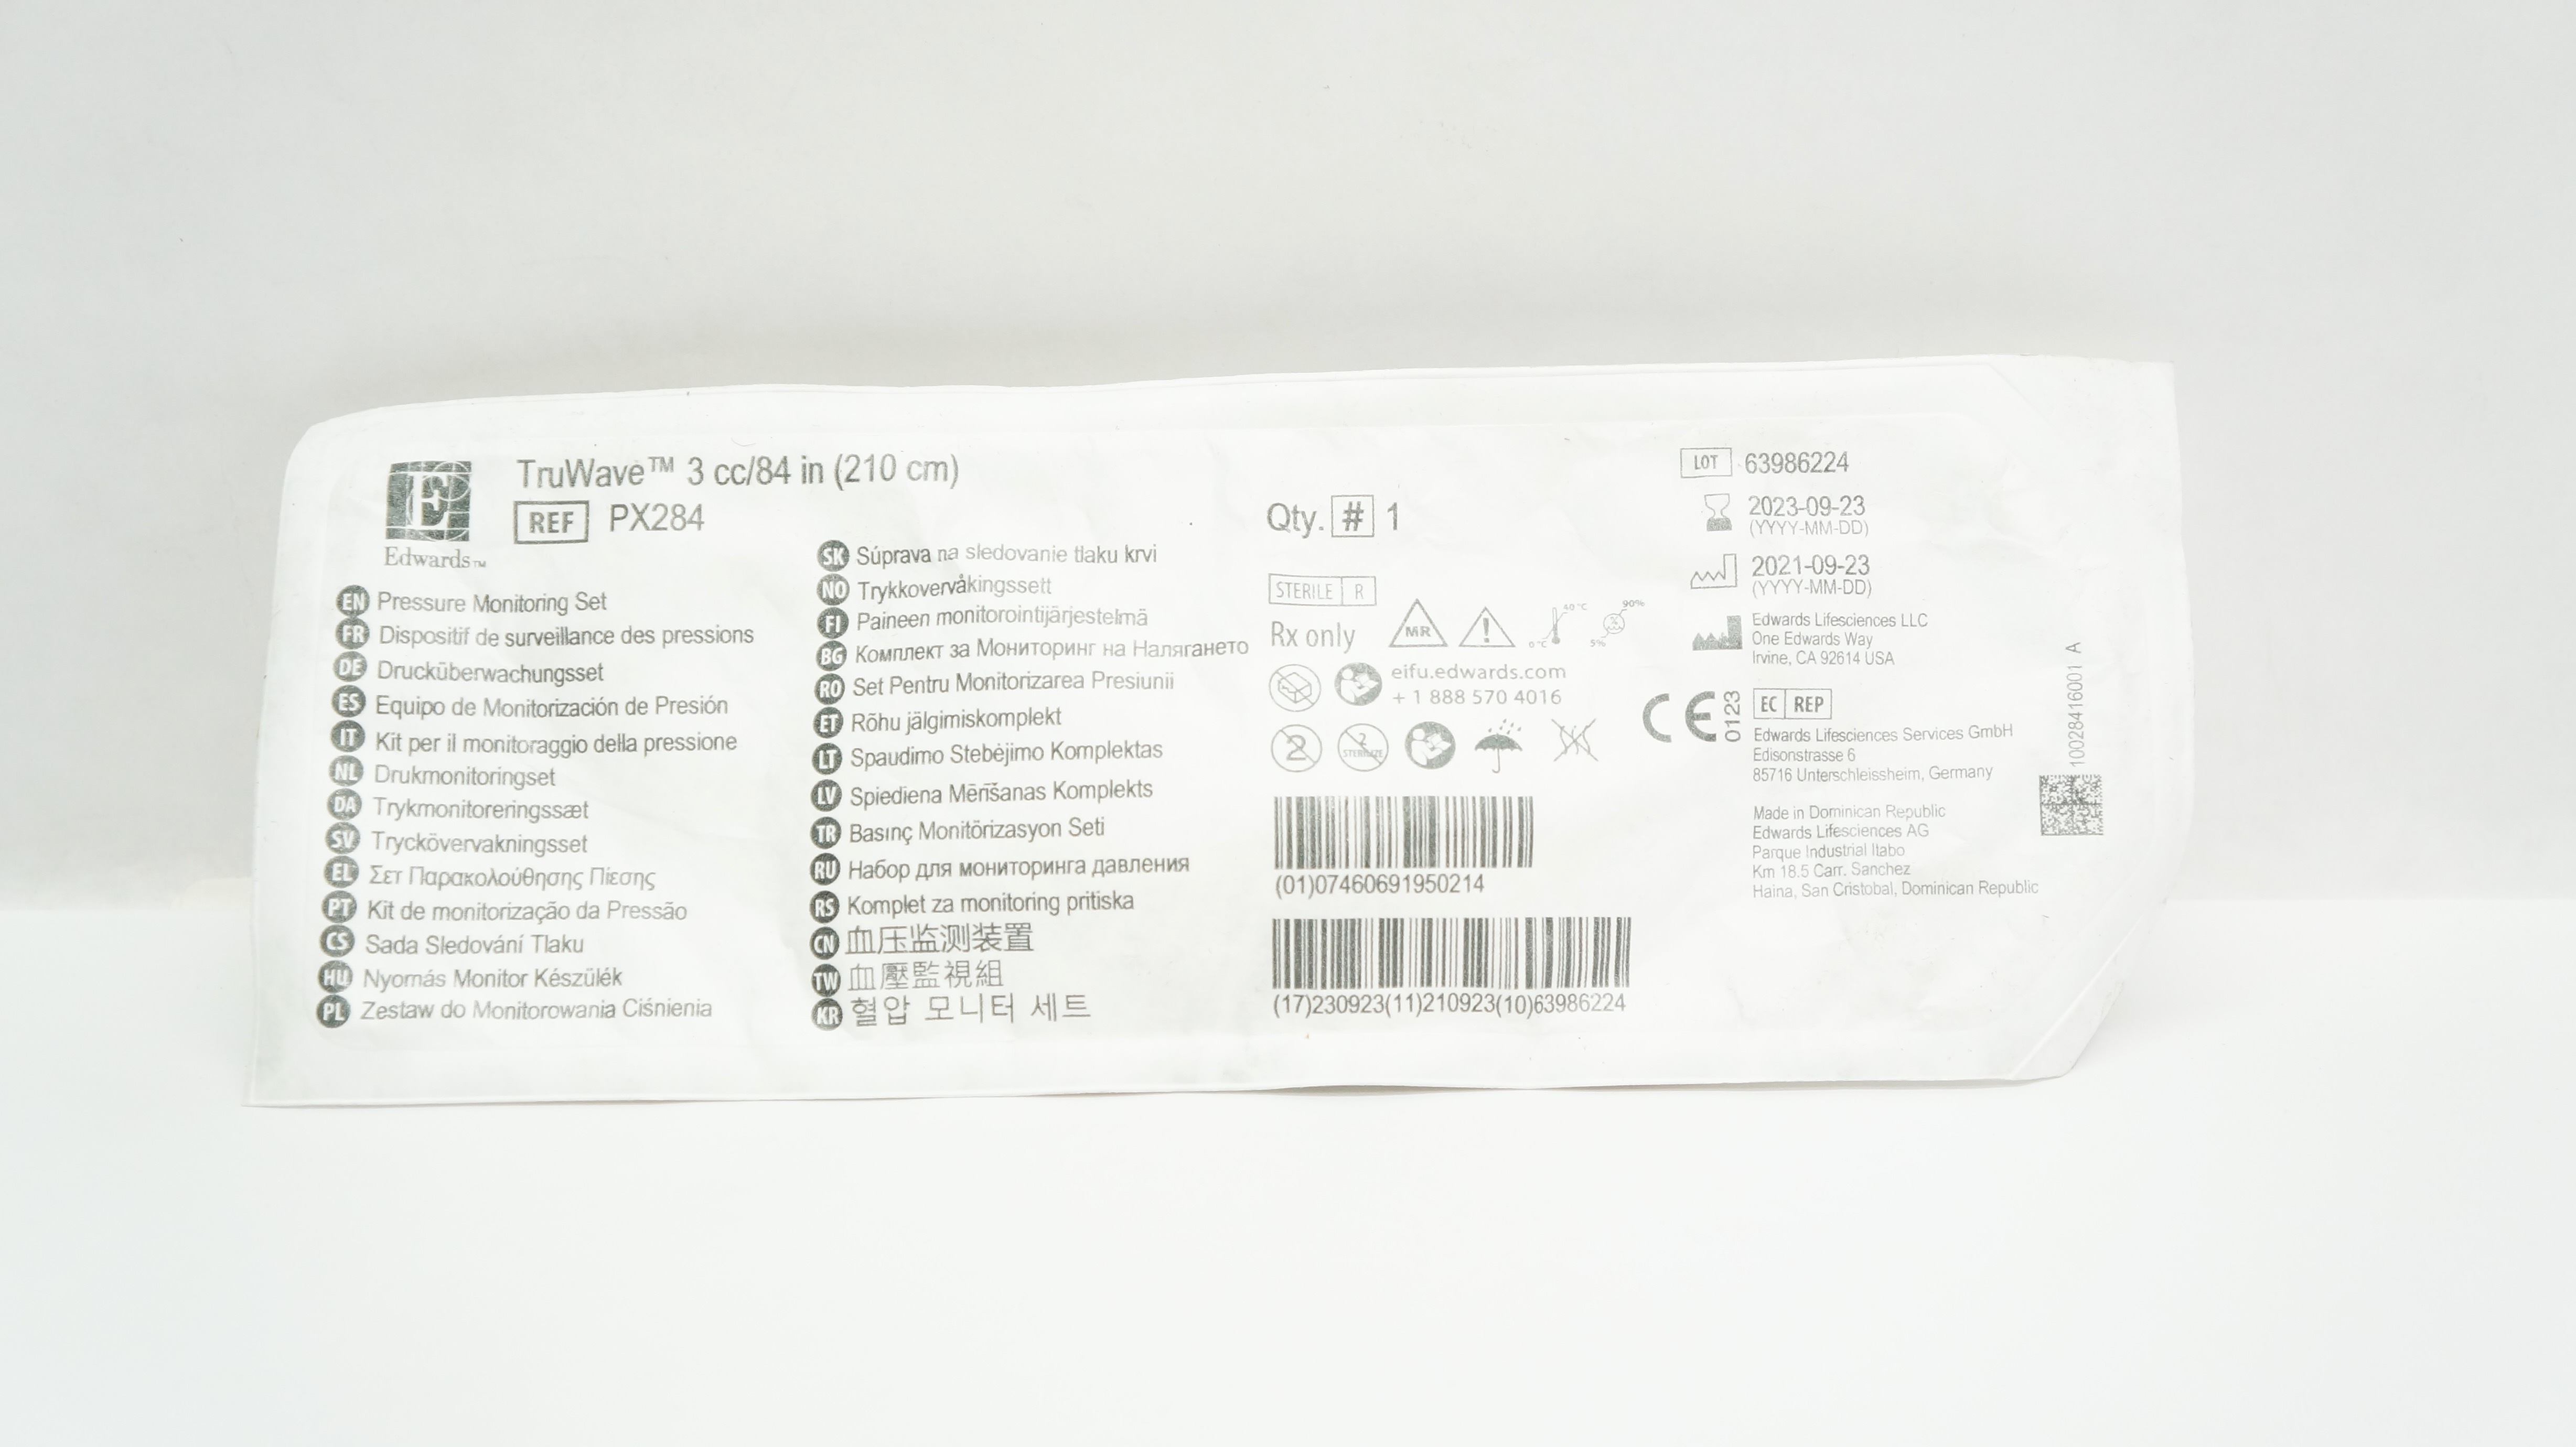 TruWave™ 3 cc/84 in (210 cm)
REF PX284
Edwards™
EN Pressure Monitoring Set
FR Dispositif de surveillance des pressions
DE Drucküberwachungsset
ES Equipo de Monitorización de Presión
IT Kit per il monitoraggio della pressione
NL Drukmonitoringset
DA Trykmonitoreringssæt
SV Tryckövervakningsset
EL Σετ Παρακολούθησης Πίεσης
PT Kit de monitorização da Pressão
CS Sada Sledování Tlaku
HU Nyomás Monitor Készülék
PL Zestaw do Monitorowania Ciśnienia
SK Súprava na sledovanie tlaku krvi
NO Trykkovervåkingssett
FI Paineen monitorointijärjestelmä
BG Комплект за Мониторинг на Налягането
RO Set Pentru Monitorizarea Presiunii
ET Rõhu jälgimiskomplekt
LT Spaudimo Stebėjimo Komplektas
LV Spiediena Mērīšanas Komplekts
TR Basınç Monitörizasyon Seti
RU Набор для мониторинга давления
RS Komplet za monitoring pritiska
CN 血压监测装置
TW 血壓監視組
KR 혈압 모니터 세트
Qty. # 1
STERILE R
Rx only
MR
0 °C 40 °C
5% 90%
eifu.edwards.com
+ 1 888 570 4016
2
2 STERILIZE
(01)07460691950214
(17)230923(11)210923(10)63986224
LOT 63986224
2023-09-23
(YYYY-MM-DD)
2021-09-23
(YYYY-MM-DD)
Edwards Lifesciences LLC
One Edwards Way
Irvine, CA 92614 USA
CE 0123
EC REP
Edwards Lifesciences Services GmbH
Edisonstrasse 6
85716 Unterschleissheim, Germany
Made in Dominican Republic
Edwards Lifesciences AG
Parque Industrial Itabo
Km 18.5 Carr. Sanchez
Haina, San Cristobal, Dominican Republic
10028416001 A